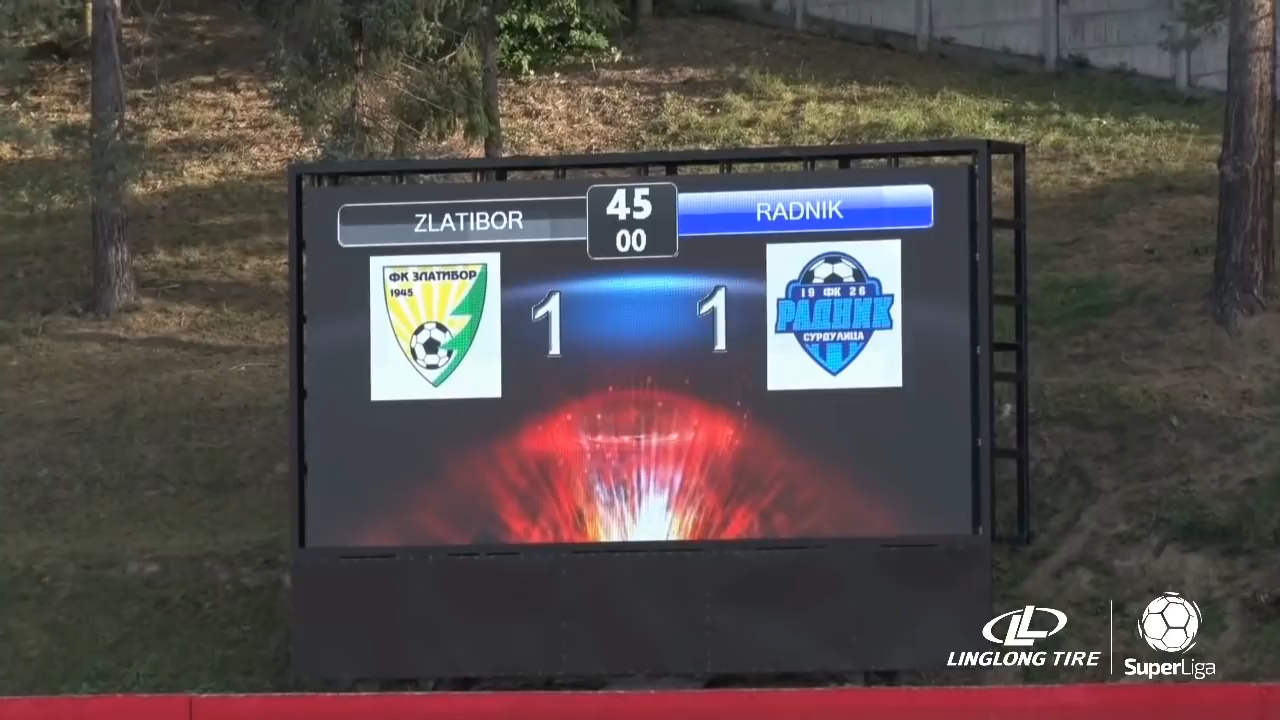 ZLATIBOR
45
00
RADNIK
ФК ЗЛАТИБОР
1945
1
1
19 ФК 26
РАДНИК
СУРДУЛИЦА
LINGLONG TIRE
SuperLiga